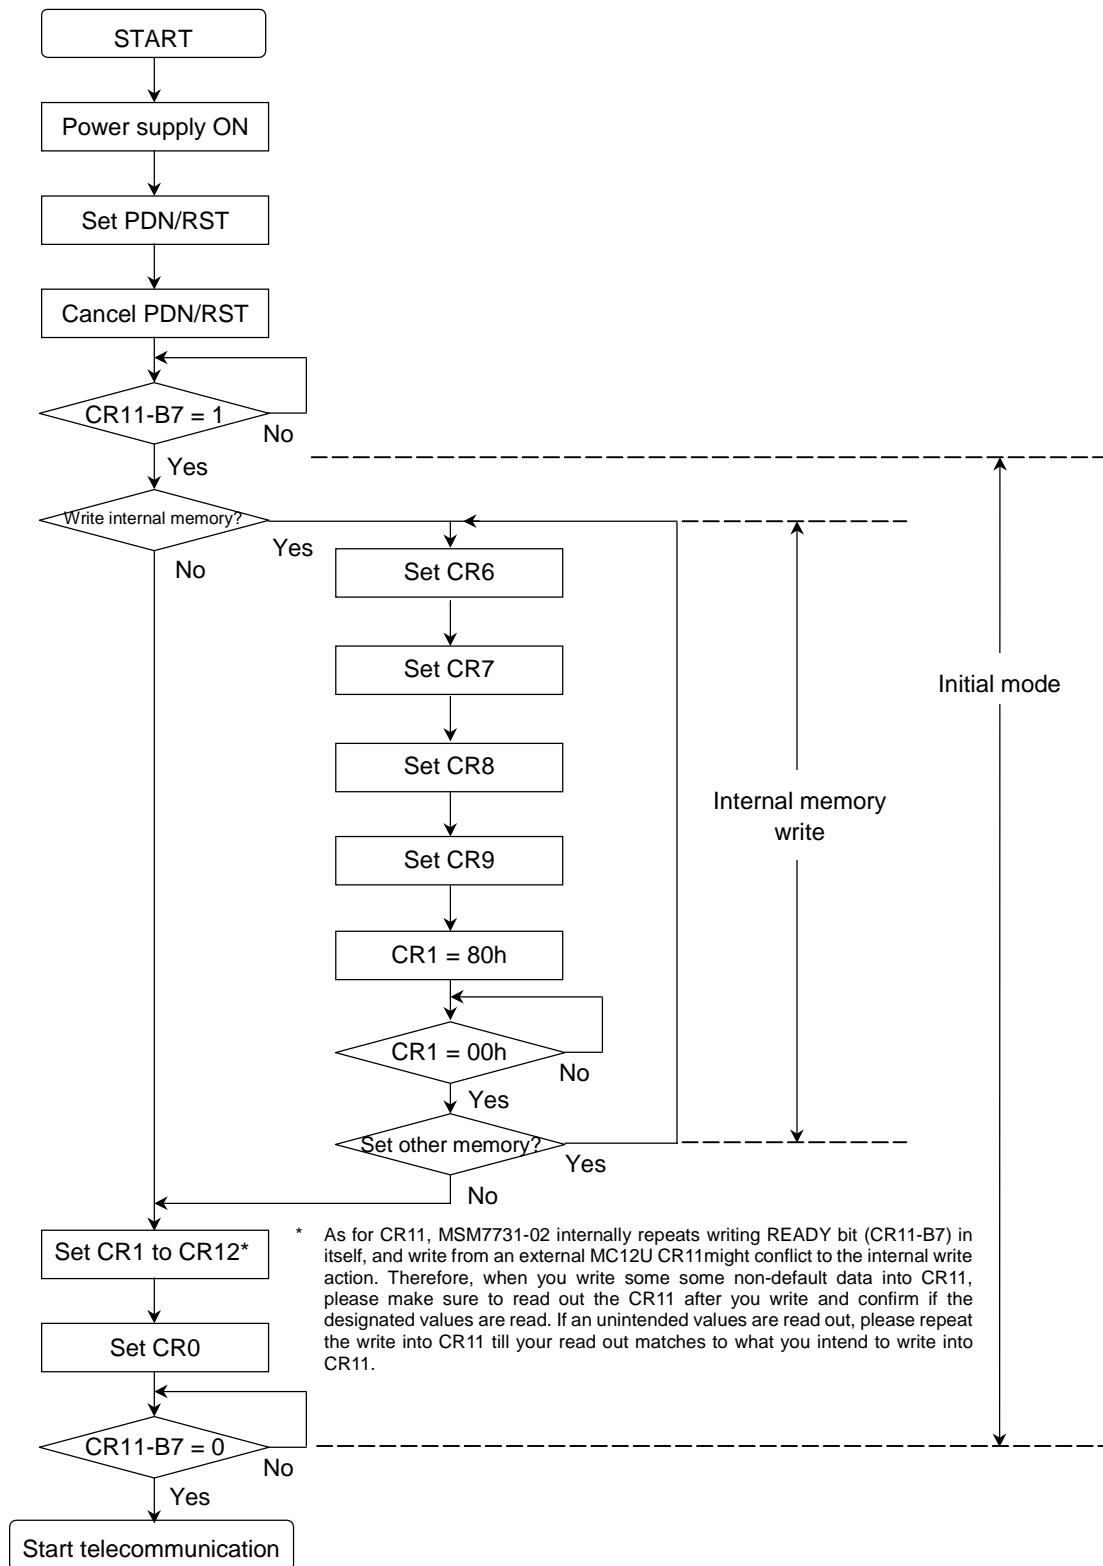 START
Power supply ON
Set PDN/RST
Cancel PDN/RST
CR11-B7 = 1
No
Yes
Write internal memory?
Yes
No
Set CR6
Set CR7
Set CR8
Set CR9
CR1 = 80h
CR1 = 00h
No
Yes
Set other memory?
Yes
No
Internal memory
write
Initial mode
Set CR1 to CR12*
* As for CR11, MSM7731-02 internally repeats writing READY bit (CR11-B7) in
itself, and write from an external MC12U CR11might conflict to the internal write
action. Therefore, when you write some some non-default data into CR11,
please make sure to read out the CR11 after you write and confirm if the
designated values are read. If an unintended values are read out, please repeat
the write into CR11 till your read out matches to what you intend to write into
CR11.
Set CR0
CR11-B7 = 0
No
Yes
Start telecommunication